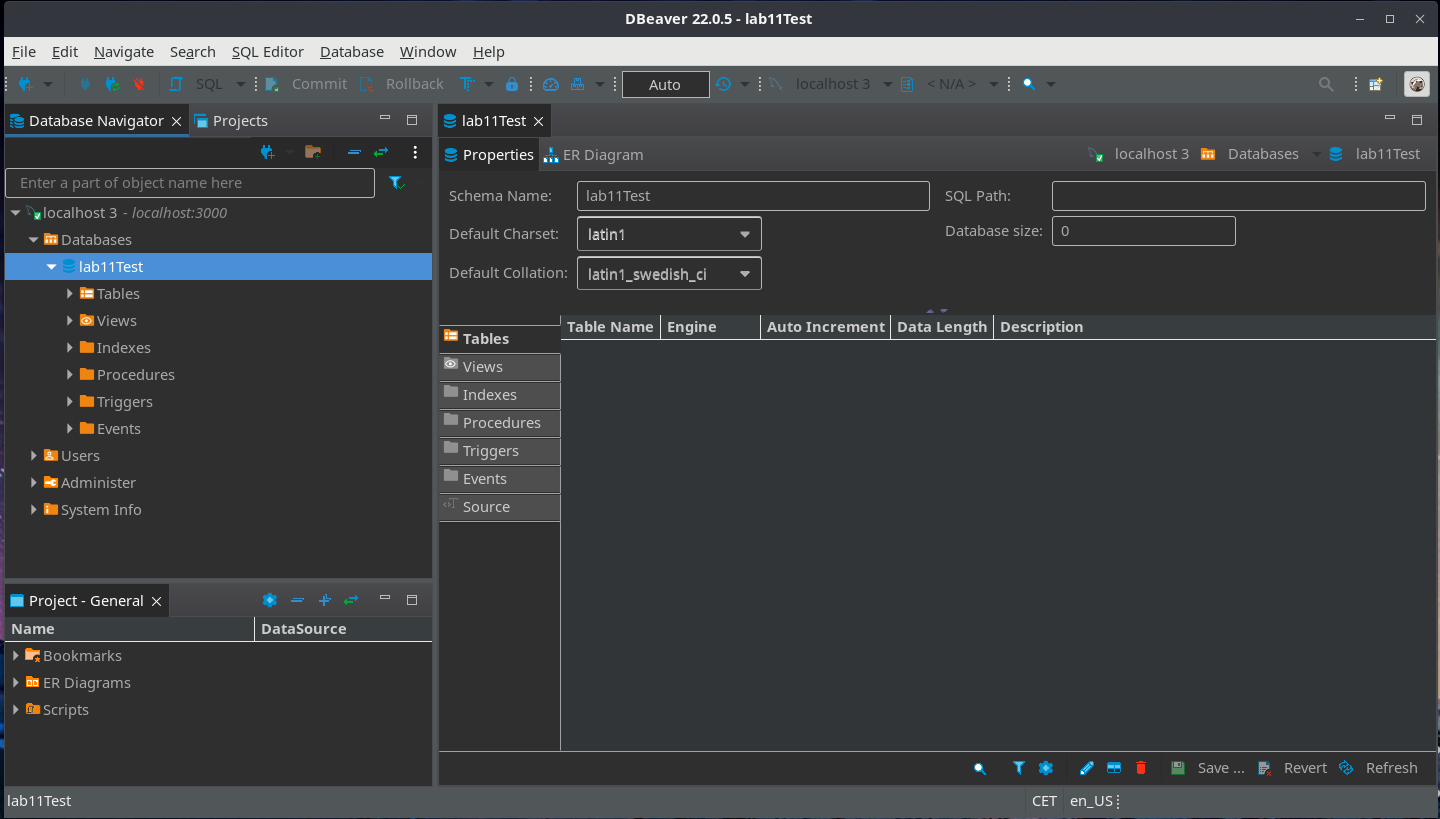 DBeaver 22.0.5 - lab11Test
File Edit Navigate Search SQL Editor Database Window Help
SQL Commit Rollback Auto localhost 3 < N/A >
Database Navigator Projects
Enter a part of object name here
localhost 3 - localhost:3000
Databases
lab11Test
Tables
Views
Indexes
Procedures
Triggers
Events
Users
Administer
System Info
Project - General
Name DataSource
Bookmarks
ER Diagrams
Scripts
lab11Test
Properties ER Diagram localhost 3 Databases lab11Test
Schema Name: lab11Test SQL Path:
Default Charset: latin1 Database size: 0
Default Collation: latin1_swedish_ci
Tables
Views
Indexes
Procedures
Triggers
Events
Source
Table Name Engine Auto Increment Data Length Description
Save ... Revert Refresh
lab11Test CET en_US